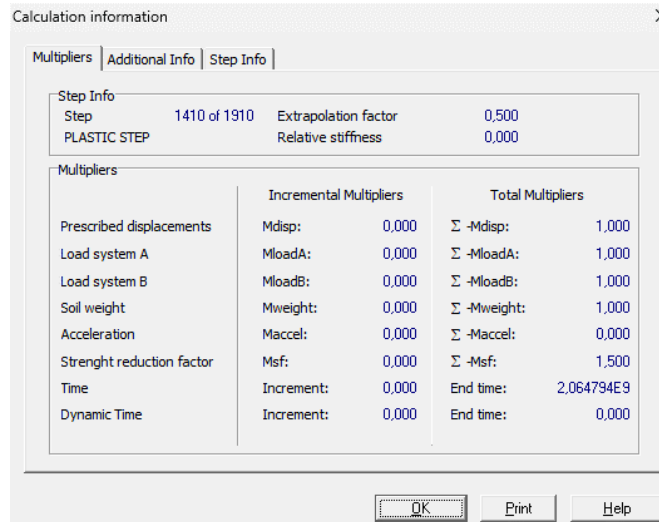 Calculation information
Multipliers Additional Info Step Info
Step Info
Step 1410 of 1910 Extrapolation factor 0,500
PLASTIC STEP Relative stiffness 0,000
Multipliers
Incremental Multipliers Total Multipliers
Prescribed displacements Mdisp: 0,000 Σ -Mdisp: 1,000
Load system A MloadA: 0,000 Σ -MloadA: 1,000
Load system B MloadB: 0,000 Σ -MloadB: 1,000
Soil weight Mweight: 0,000 Σ -Mweight: 1,000
Acceleration Maccel: 0,000 Σ -Maccel: 0,000
Strenght reduction factor Msf: 0,000 Σ -Msf: 1,500
Time Increment: 0,000 End time: 2,064794E9
Dynamic Time Increment: 0,000 End time: 0,000
OK Print Help